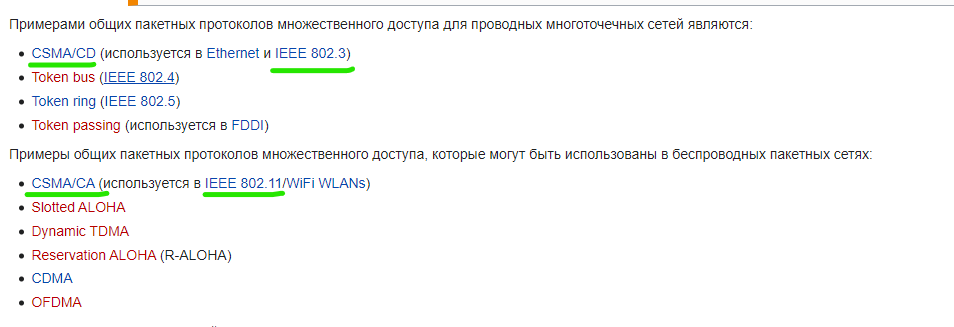 Примерами общих пакетных протоколов множественного доступа для проводных многоточечных сетей являются:
CSMA/CD (используется в Ethernet и IEEE 802.3)
Token bus (IEEE 802.4)
Token ring (IEEE 802.5)
Token passing (используется в FDDI)
Примеры общих пакетных протоколов множественного доступа, которые могут быть использованы в беспроводных пакетных сетях:
CSMA/CA (используется в IEEE 802.11/WiFi WLANs)
Slotted ALOHA
Dynamic TDMA
Reservation ALOHA (R-ALOHA)
CDMA
OFDMA